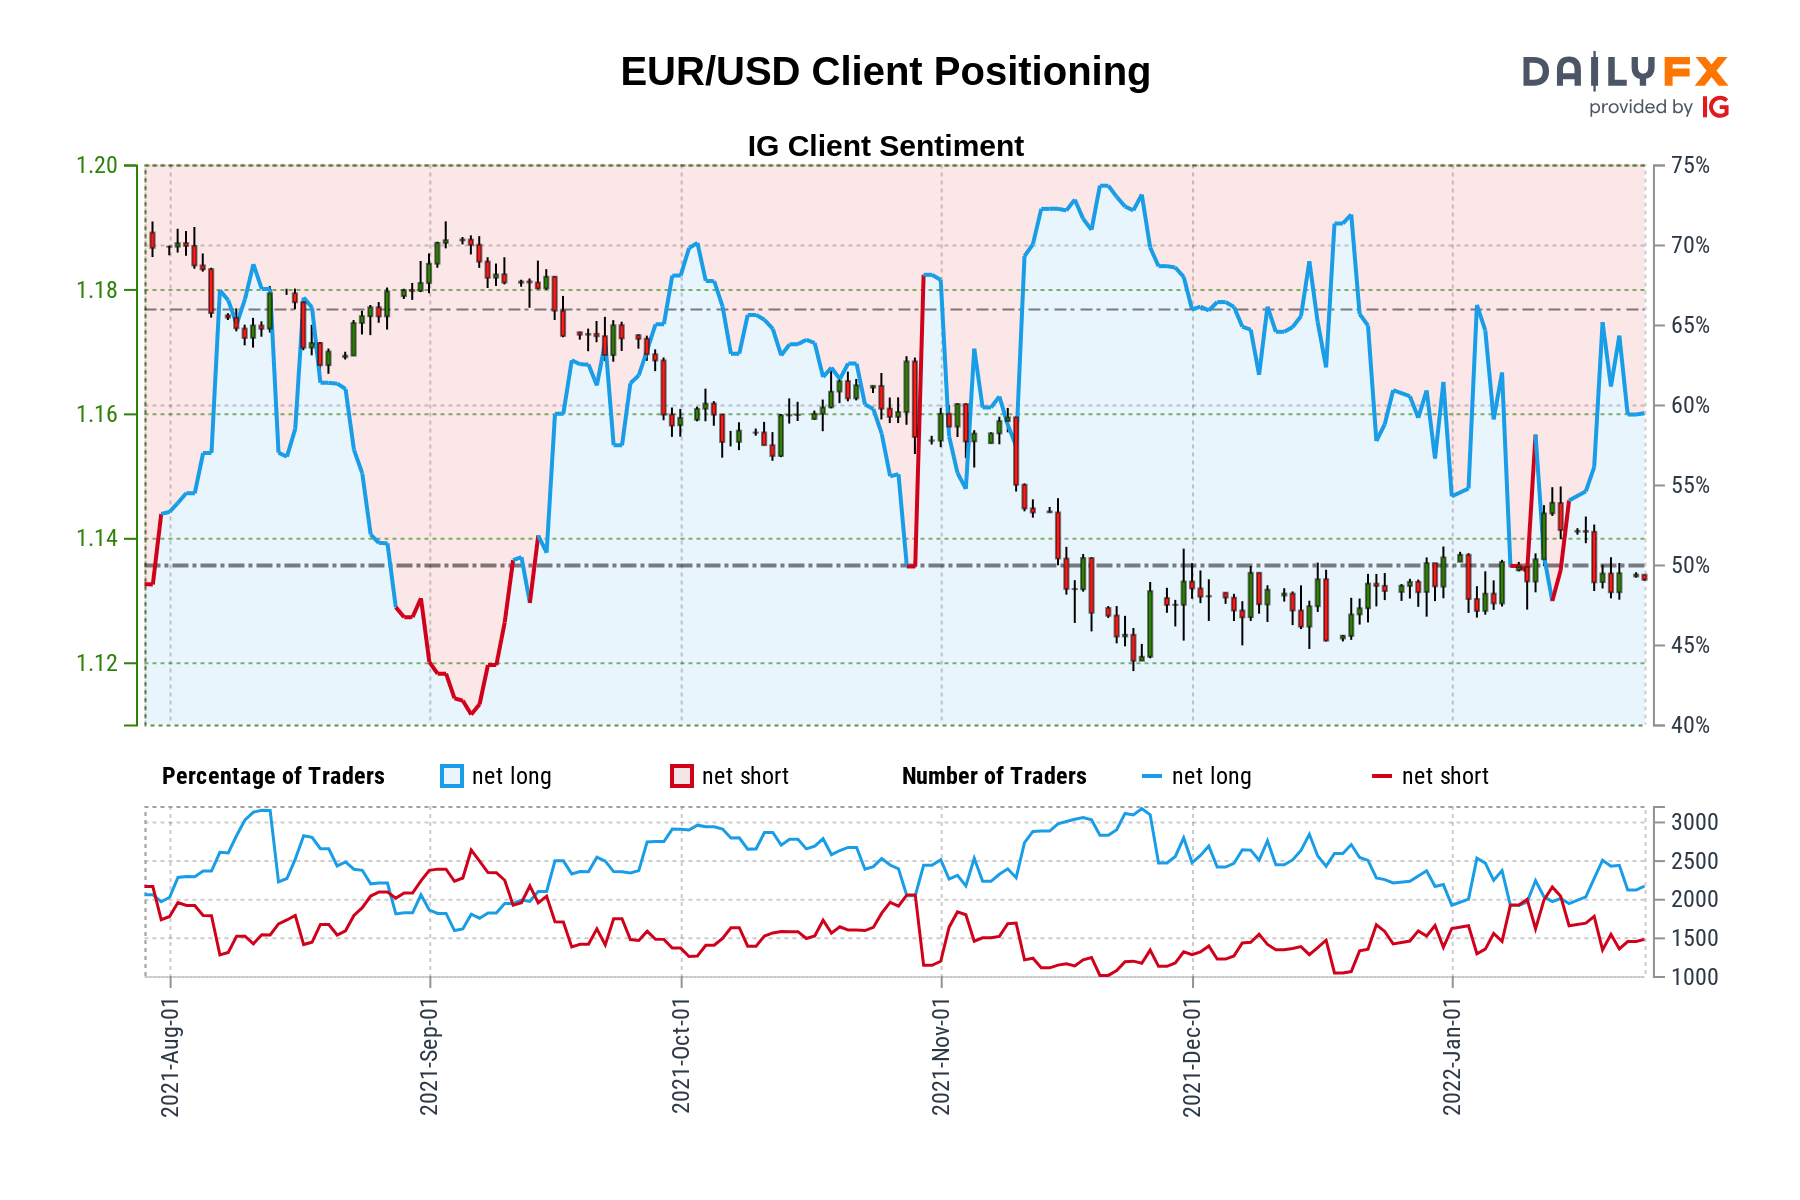 EUR/USD Client Positioning
DAILYFX
provided by IG
IG Client Sentiment
1.20
1.18
1.16
1.14
1.12
75%
70%
65%
60%
55%
50%
45%
40%
Percentage of Traders net long net short Number of Traders net long net short
3000
2500
2000
1500
1000
2021-Aug-01
2021-Sep-01
2021-Oct-01
2021-Nov-01
2021-Dec-01
2022-Jan-01